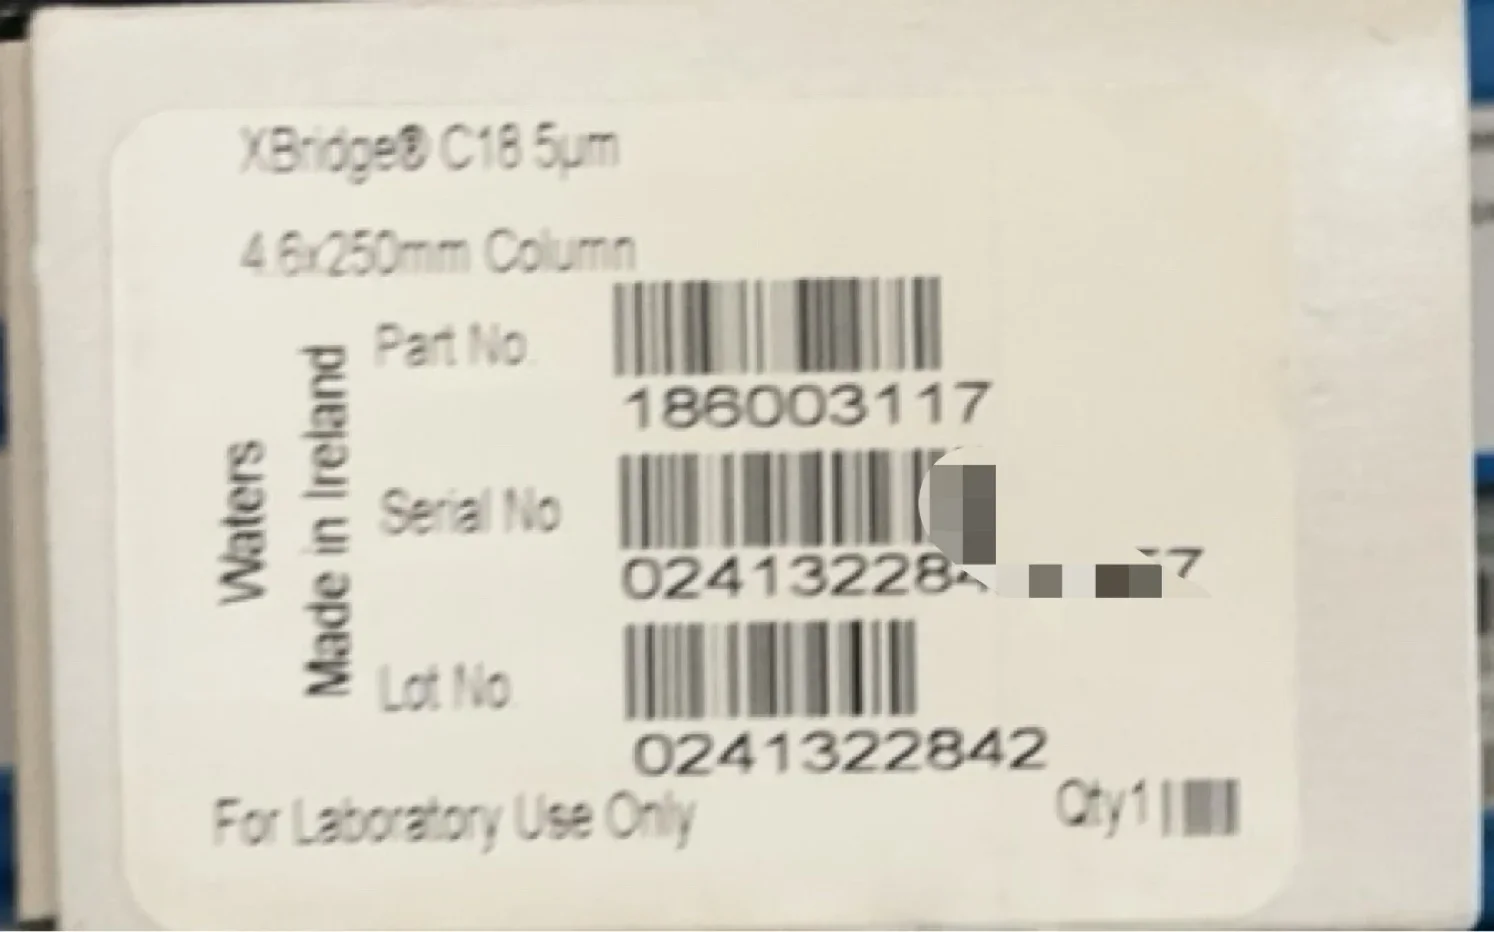 XBridge® C18 5µm
4.6x250mm Column
Waters
Made in Ireland
Part No.
186003117
Serial No
024132284
Lot No
0241322842
For Laboratory Use Only
Qty1